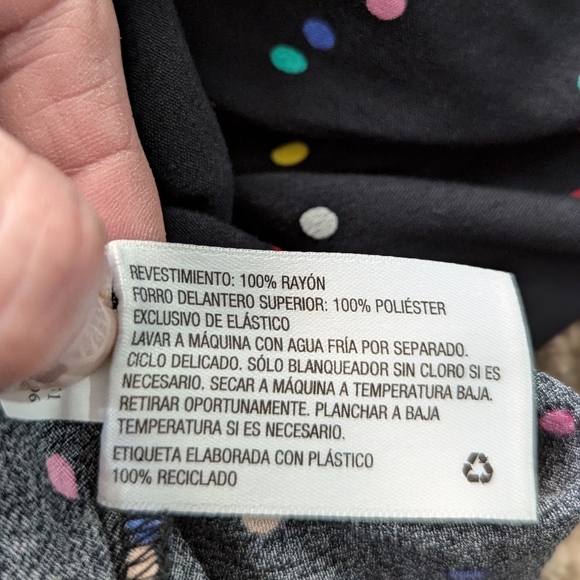 REVESTIMIENTO: 100% RAYÓN
FORRO DELANTERO SUPERIOR: 100% POLIÉSTER
EXCLUSIVO DE ELÁSTICO
LAVAR A MÁQUINA CON AGUA FRÍA POR SEPARADO.
CICLO DELICADO. SÓLO BLANQUEADOR SIN CLORO SI ES
NECESARIO. SECAR A MÁQUINA A TEMPERATURA BAJA.
RETIRAR OPORTUNAMENTE. PLANCHAR A BAJA
TEMPERATURA SI ES NECESARIO.
ETIQUETA ELABORADA CON PLÁSTICO
100% RECICLADO